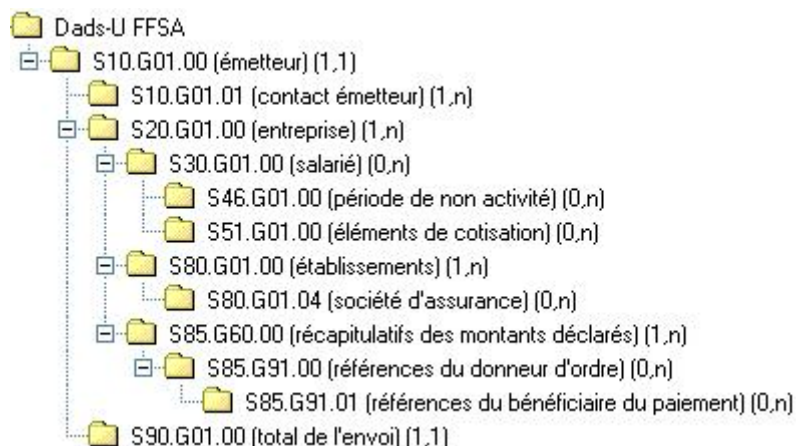 Dads-U FFSA
S10.G01.00 (émetteur) (1,1)
S10.G01.01 (contact émetteur) (1,n)
S20.G01.00 (entreprise) (1,n)
S30.G01.00 (salarié) (0,n)
S46.G01.00 (période de non activité) (0,n)
S51.G01.00 (éléments de cotisation) (0,n)
S80.G01.00 (établissements) (1,n)
S80.G01.04 (société d'assurance) (0,n)
S85.G60.00 (récapitulatifs des montants déclarés) (1,n)
S85.G91.00 (références du donneur d'ordre) (0,n)
S85.G91.01 (références du bénéficiaire du paiement) (0,n)
S90.G01.00 (total de l'envoi) (1,1)